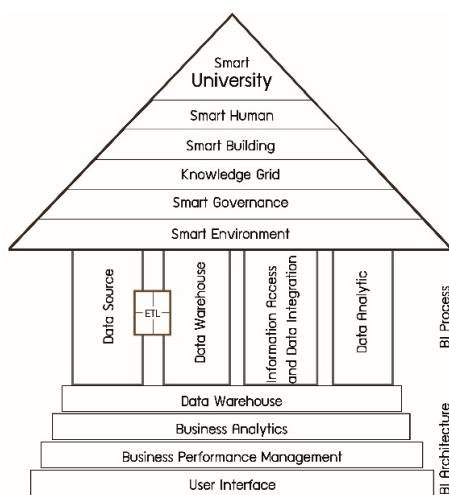 Smart
University
Smart Human
Smart Building
Knowledge Grid
Smart Governance
Smart Environment
Data Source
ETL
Data Warehouse
Information Access
and Data Integration
Data Analytic
BI Process
Data Warehouse
Business Analytics
Business Performance Management
User Interface
BI Architecture